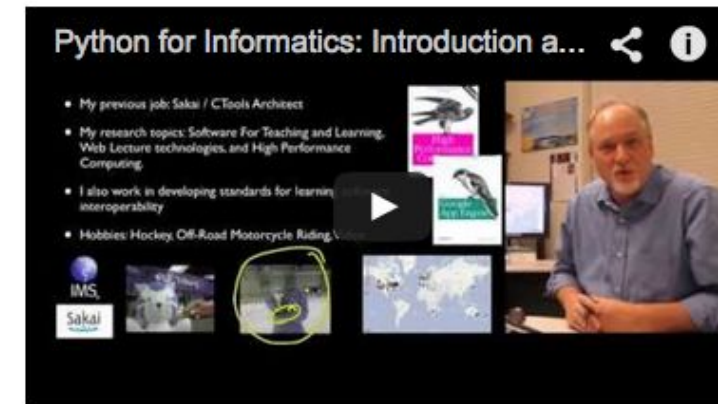 Python for Informatics: Introduction a...
My previous job: Sakai / CTools Architect
My research topics: Software For Teaching and Learning,
Web Lecture technologies, and High Performance
Computing.
I also work in developing standards for learning software
interoperability
Hobbies: Hockey, Off-Road Motorcycle Riding,
High
Performance
Google
App Engine
IMS
Sakai